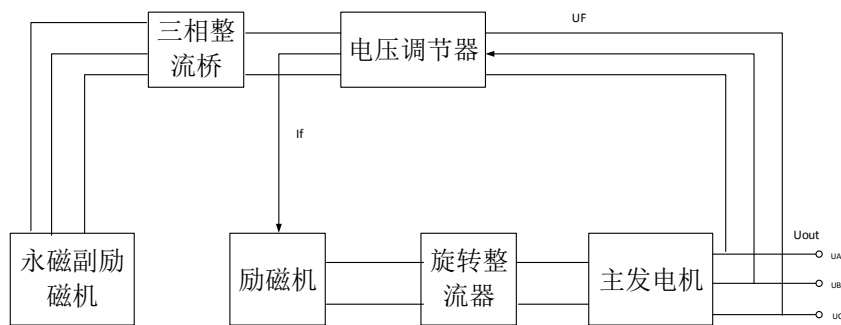 三相整
流桥
电压调节器
UF
If
永磁副励
磁机
励磁机
旋转整
流器
主发电机
Uout
UA
UB
UC